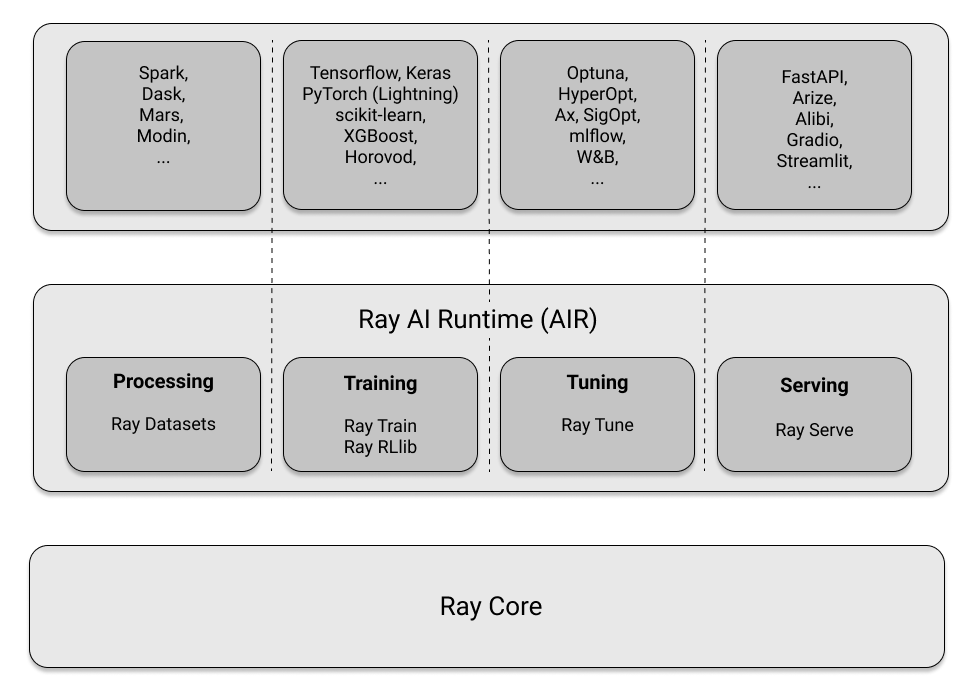 Spark,
Dask,
Mars,
Modin,
...
Tensorflow, Keras
PyTorch (Lightning)
scikit-learn,
XGBoost,
Horovod,
...
Optuna,
HyperOpt,
Ax, SigOpt,
mlflow,
W&B,
...
FastAPI,
Arize,
Alibi,
Gradio,
Streamlit,
...
Ray AI Runtime (AIR)
Processing
Ray Datasets
Training
Ray Train
Ray RLlib
Tuning
Ray Tune
Serving
Ray Serve
Ray Core